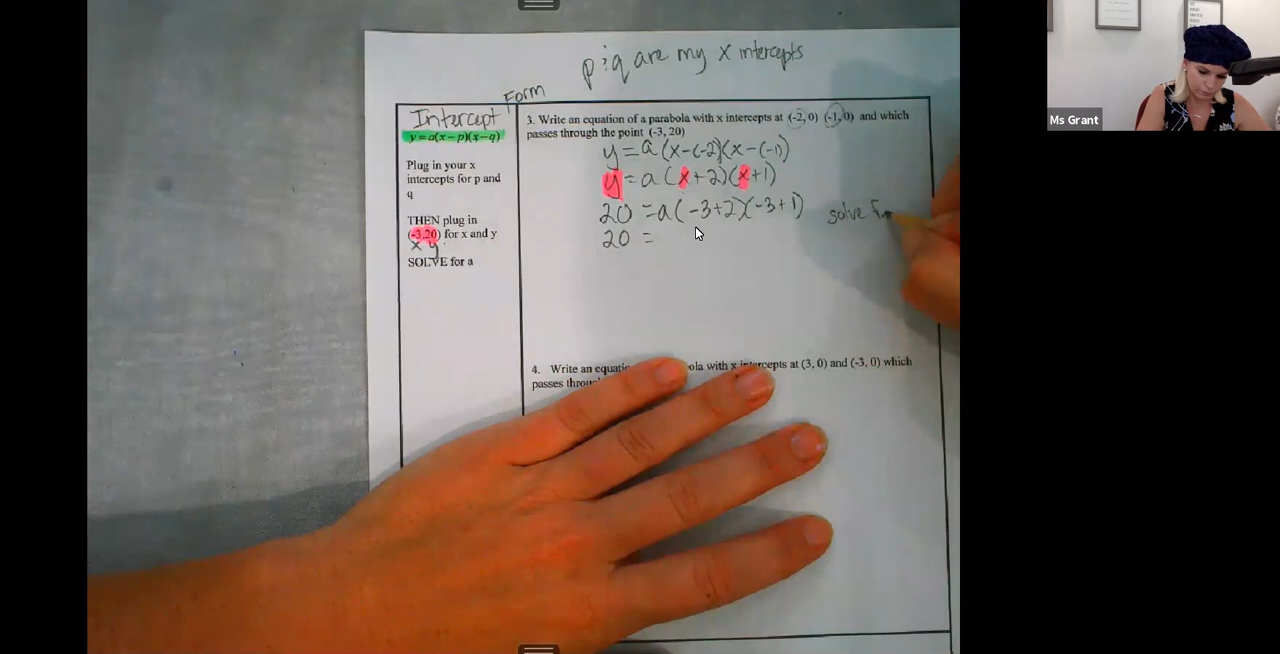 p ; q are my x intercepts
Intercept Form
y = a(x − p)(x − q)
Plug in your x
intercepts for p and
q
THEN plug in
(-3,20) for x and y
x y
SOLVE for a
3. Write an equation of a parabola with x intercepts at (-2, 0) (-1, 0) and which
passes through the point (-3, 20)
y = a (x-(-2)(x-(-1))
y = a (x+2)(x+1)
20 = a(-3+2)(-3+1) solve
20 =
4. Write an equatio ola with x intercepts at (3, 0) and (-3, 0) which
passes
Ms Grant